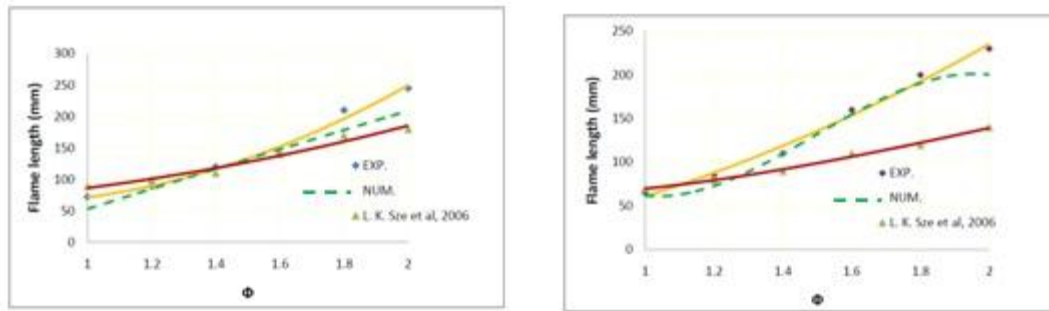 300
250
200
150
100
50
0
Flame length (mm)
EXP.
NUM.
L. K. Sze et al, 2006
1 1.2 1.4 1.6 1.8 2
Φ
250
200
150
100
50
0
Flame length (mm)
EXP.
NUM.
L. K. Sze et al, 2006
1 1.2 1.4 1.6 1.8 2
Φ